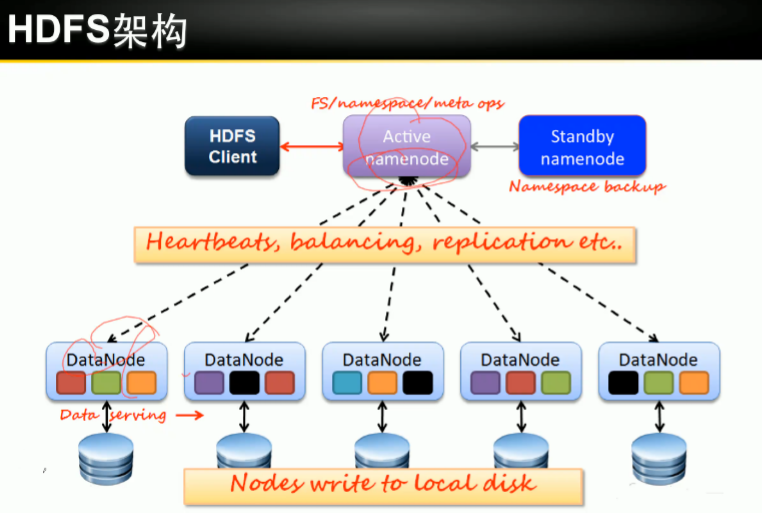 HDFS架构
FS/namespace/meta ops
HDFS
Client
Active
namenode
Standby
namenode
Namespace backup
Heartbeats, balancing, replication etc..
DataNode
DataNode
DataNode
DataNode
DataNode
Data serving
Nodes write to local disk